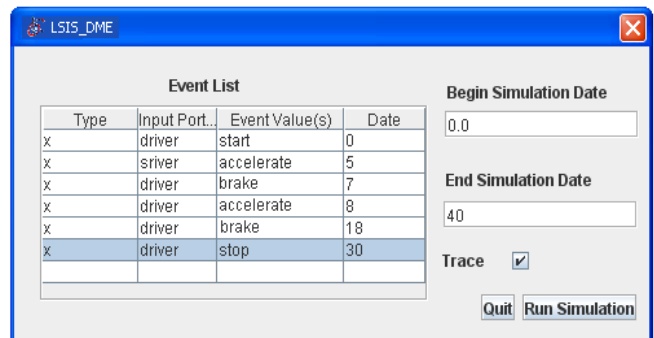 LSIS_DME
Event List
Type Input Port... Event Value(s) Date
x driver start 0
x sriver accelerate 5
x driver brake 7
x driver accelerate 8
x driver brake 18
x driver stop 30
Begin Simulation Date
0.0
End Simulation Date
40
Trace
Quit Run Simulation